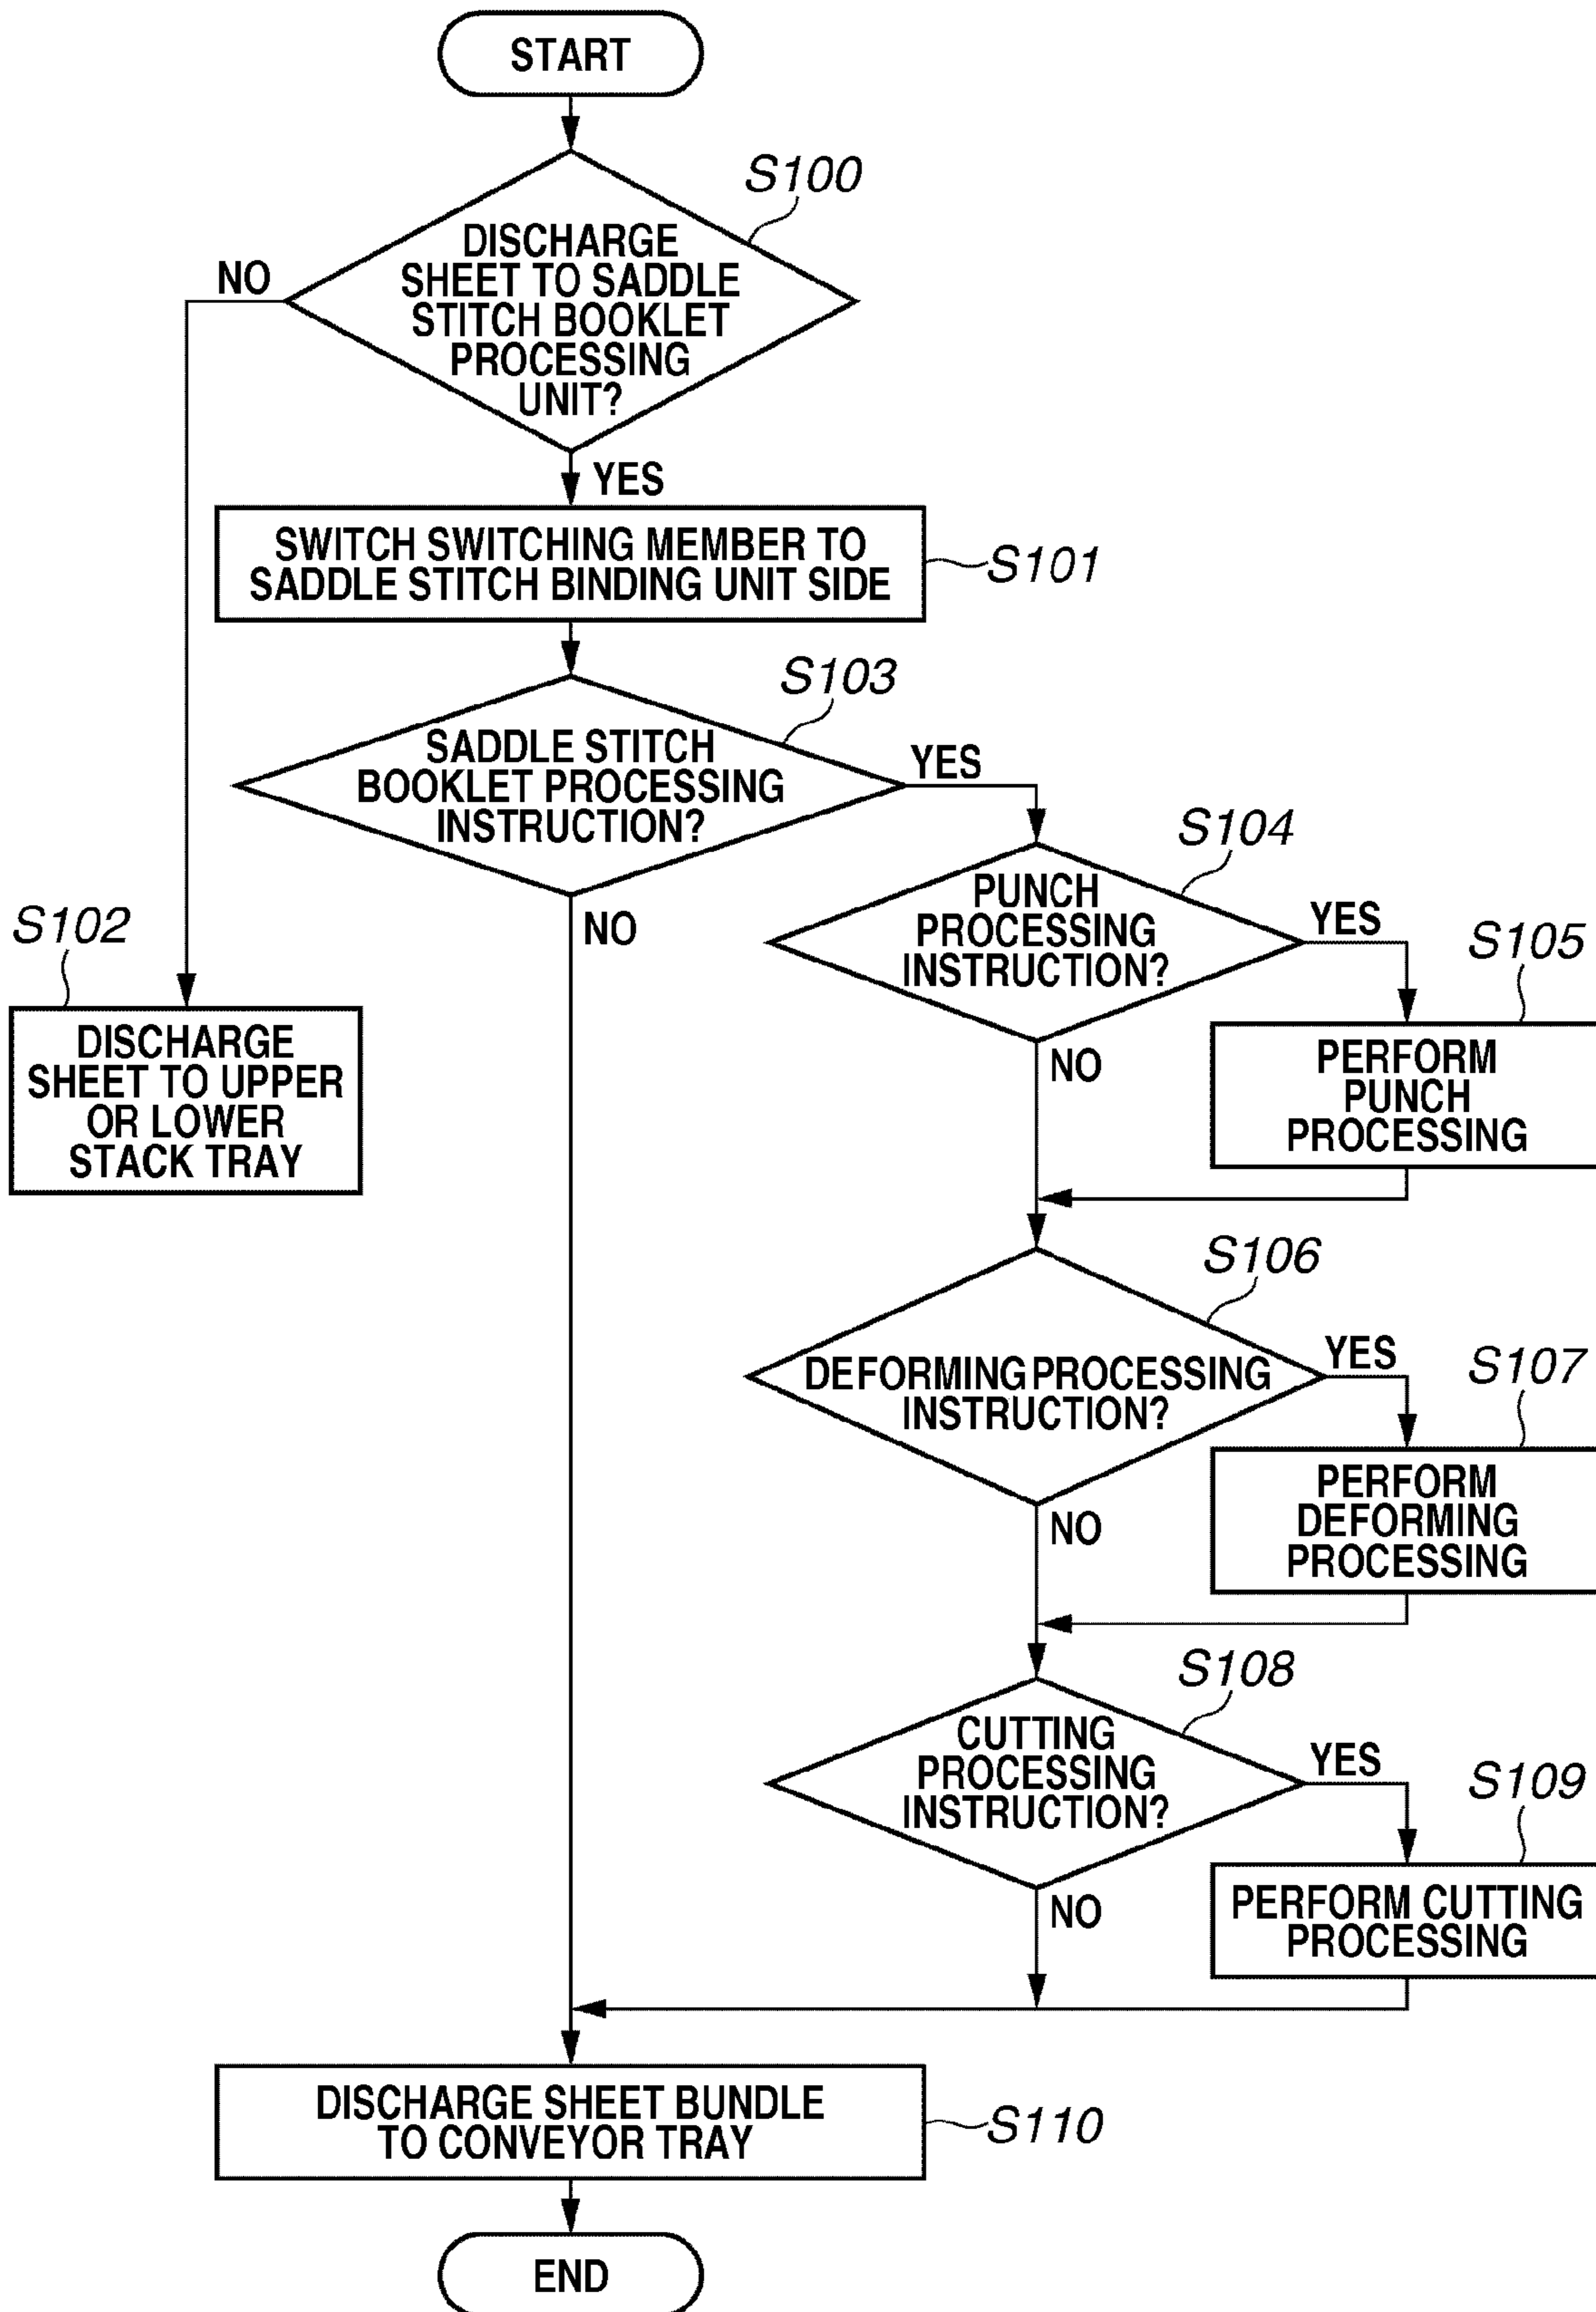 START
S100
DISCHARGE
SHEET TO SADDLE
STITCH BOOKLET
PROCESSING
UNIT?
NO
YES
SWITCH SWITCHING MEMBER TO
SADDLE STITCH BINDING UNIT SIDE
S101
S103
SADDLE STITCH
BOOKLET PROCESSING
INSTRUCTION?
YES
NO
S102
DISCHARGE
SHEET TO UPPER
OR LOWER
STACK TRAY
S104
PUNCH
PROCESSING
INSTRUCTION?
YES
NO
S105
PERFORM
PUNCH
PROCESSING
S106
DEFORMING PROCESSING
INSTRUCTION?
YES
NO
S107
PERFORM
DEFORMING
PROCESSING
S108
CUTTING
PROCESSING
INSTRUCTION?
YES
NO
S109
PERFORM CUTTING
PROCESSING
DISCHARGE SHEET BUNDLE
TO CONVEYOR TRAY
S110
END